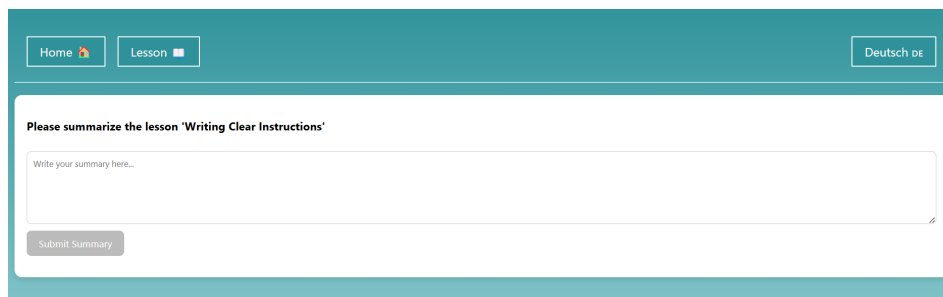 Home 🏠 Lesson 📖 Deutsch DE
Please summarize the lesson 'Writing Clear Instructions'
Write your summary here...
Submit Summary